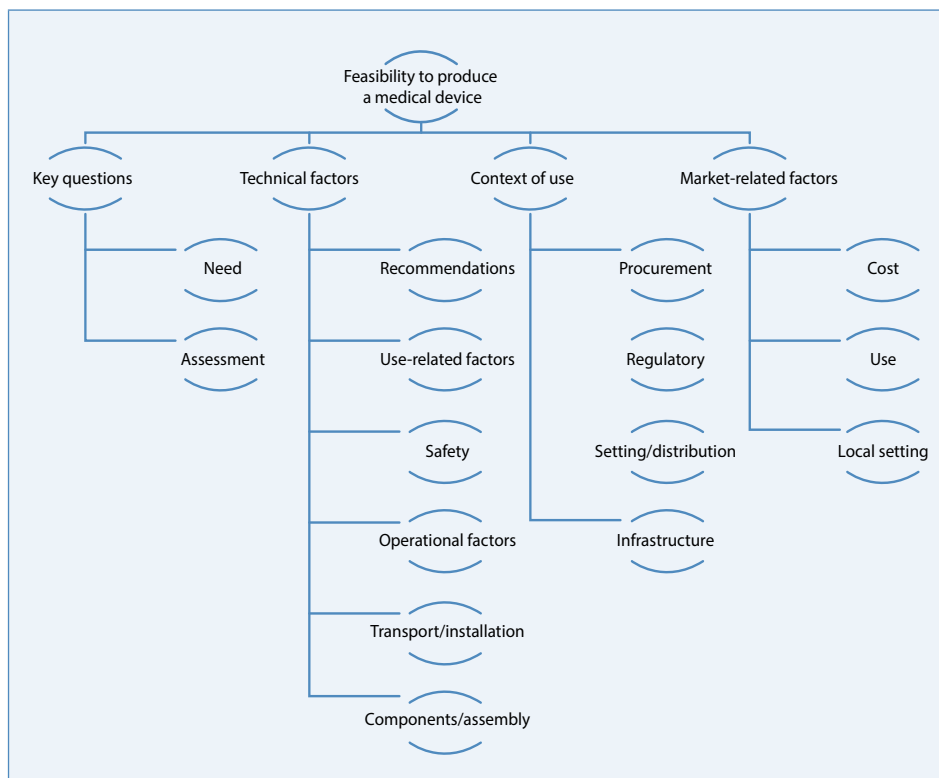 Feasibility to produce
a medical device
Key questions
Technical factors
Context of use
Market-related factors
Need
Recommendations
Procurement
Cost
Assessment
Use-related factors
Regulatory
Use
Safety
Setting/distribution
Local setting
Operational factors
Infrastructure
Transport/installation
Components/assembly